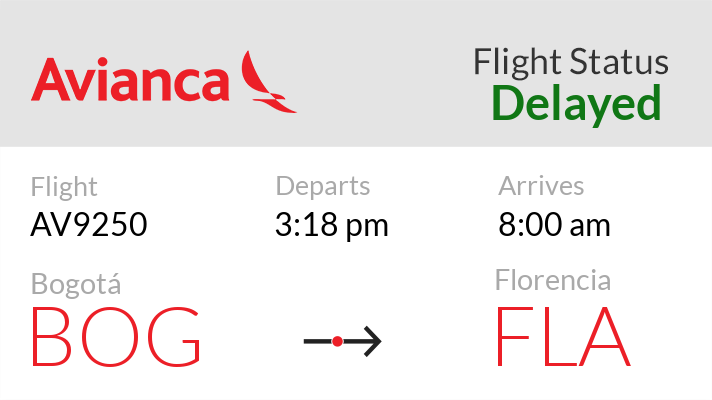 Avianca
Flight Status
Delayed
Flight
AV9250
Departs
3:18 pm
Arrives
8:00 am
Bogotá
BOG
Florencia
FLA